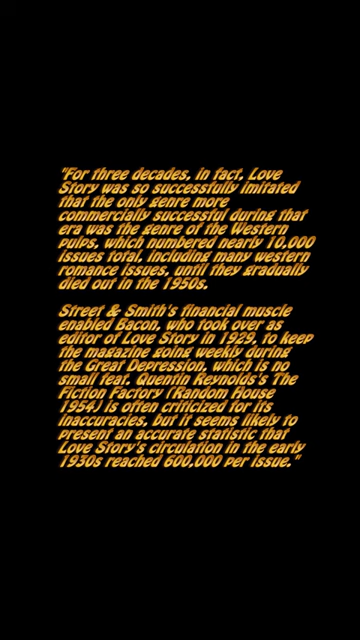 "For three decades, in fact, Love
Story was so successfully imitated
that the only genre more
commercially successful during that
era was the genre of the Western
pulps, which numbered nearly 10,000
issues total, including many western
romance issues, until they gradually
died out in the 1950s.

Street & Smith's financial muscle
enabled Bacon, who took over as
editor of Love Story in 1929, to keep
the magazine going weekly during
the Great Depression, which is no
small feat. Quentin Reynolds's The
Fiction Factory (Random House
1954) is often criticized for its
inaccuracies, but it seems likely to
present an accurate statistic that
Love Story's circulation in the early
1930s reached 600,000 per issue."